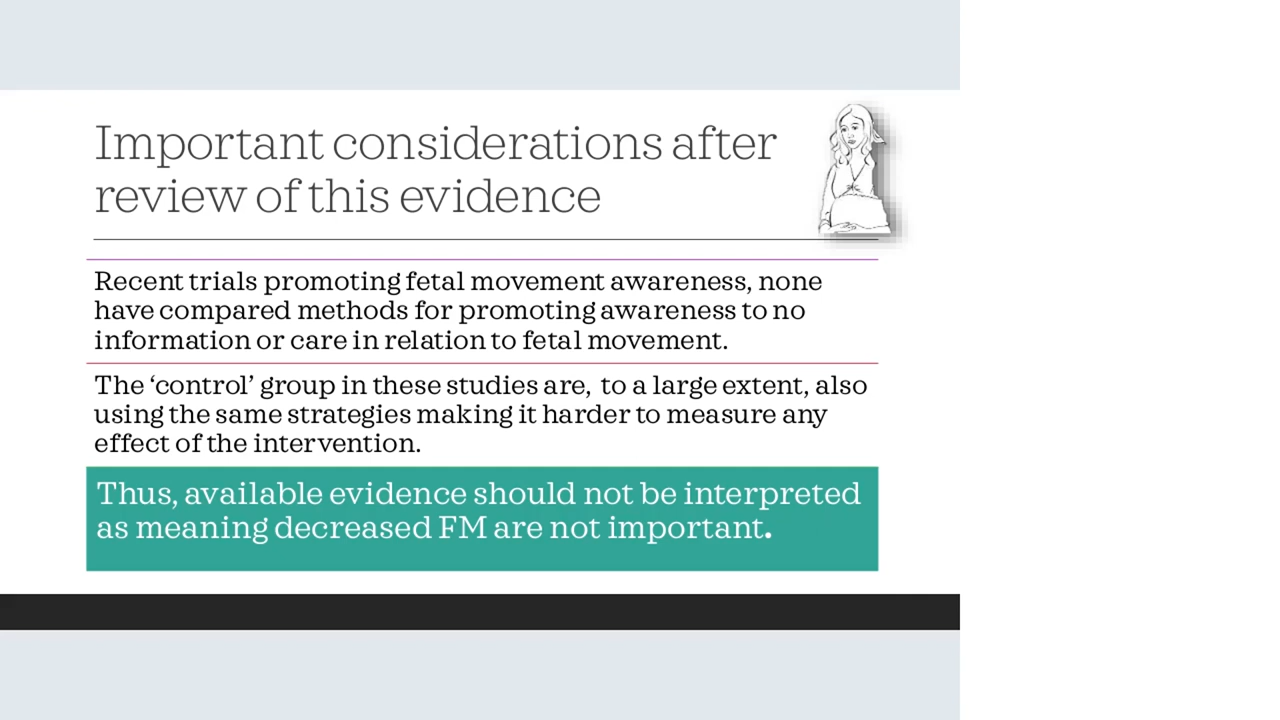 Important considerations after
review of this evidence
Recent trials promoting fetal movement awareness, none
have compared methods for promoting awareness to no
information or care in relation to fetal movement.
The ‘control’ group in these studies are, to a large extent, also
using the same strategies making it harder to measure any
effect of the intervention.
Thus, available evidence should not be interpreted
as meaning decreased FM are not important.